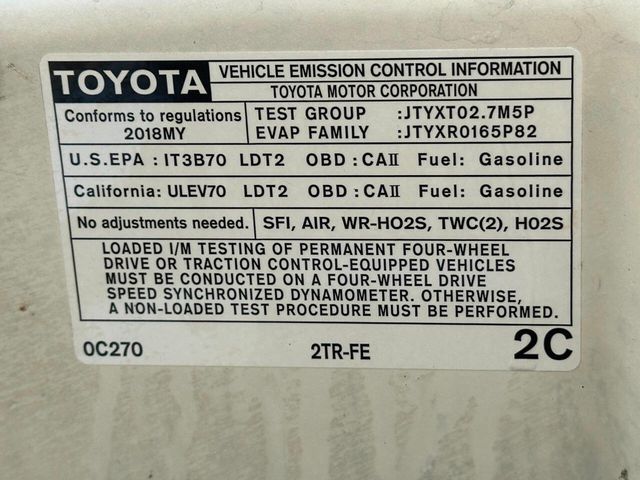 TOYOTA VEHICLE EMISSION CONTROL INFORMATION
TOYOTA MOTOR CORPORATION
Conforms to regulations
2018MY
TEST GROUP :JTYXT02.7M5P
EVAP FAMILY :JTYXR0165P82
U.S.EPA : IT3B70 LDT2 OBD : CAII Fuel: Gasoline
California: ULEV70 LDT2 OBD : CAII Fuel: Gasoline
No adjustments needed. SFI, AIR, WR-HO2S, TWC(2), HO2S
LOADED I/M TESTING OF PERMANENT FOUR-WHEEL
DRIVE OR TRACTION CONTROL-EQUIPPED VEHICLES
MUST BE CONDUCTED ON A FOUR-WHEEL DRIVE
SPEED SYNCHRONIZED DYNAMOMETER. OTHERWISE,
A NON-LOADED TEST PROCEDURE MUST BE PERFORMED.
0C270 2TR-FE 2C